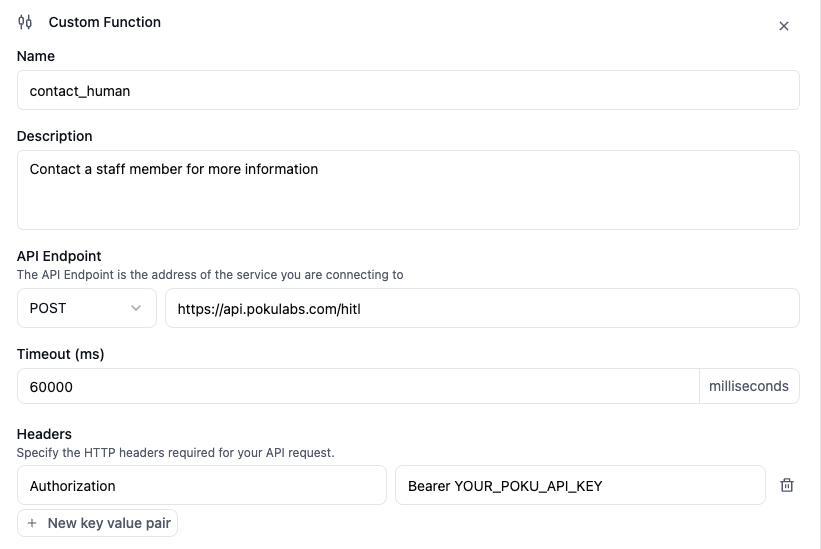 Custom Function
Name
contact_human
Description
Contact a staff member for more information
API Endpoint
The API Endpoint is the address of the service you are connecting to
POST
https://api.pokulabs.com/hitl
Timeout (ms)
60000
milliseconds
Headers
Specify the HTTP headers required for your API request.
Authorization
Bearer YOUR_POKU_API_KEY
+ New key value pair